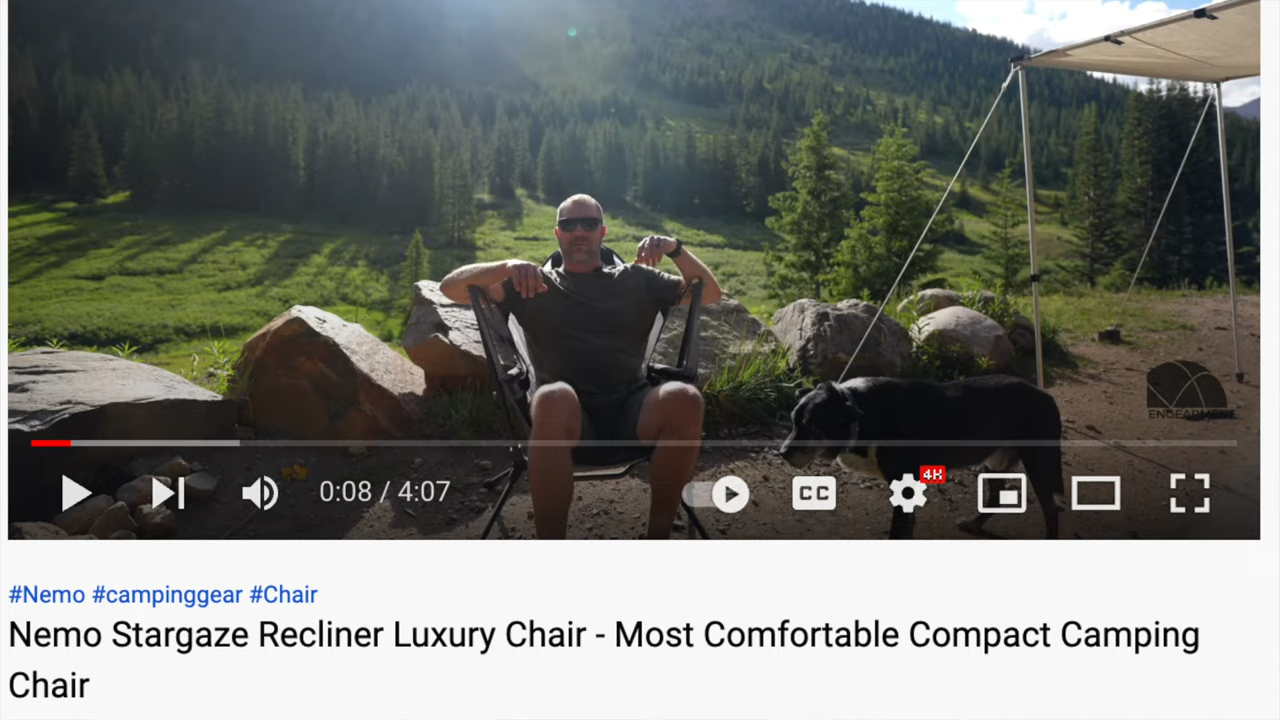 ENGEARMENT
0:08 / 4:07
CC
4K
#Nemo #campinggear #Chair
Nemo Stargaze Recliner Luxury Chair - Most Comfortable Compact Camping
Chair